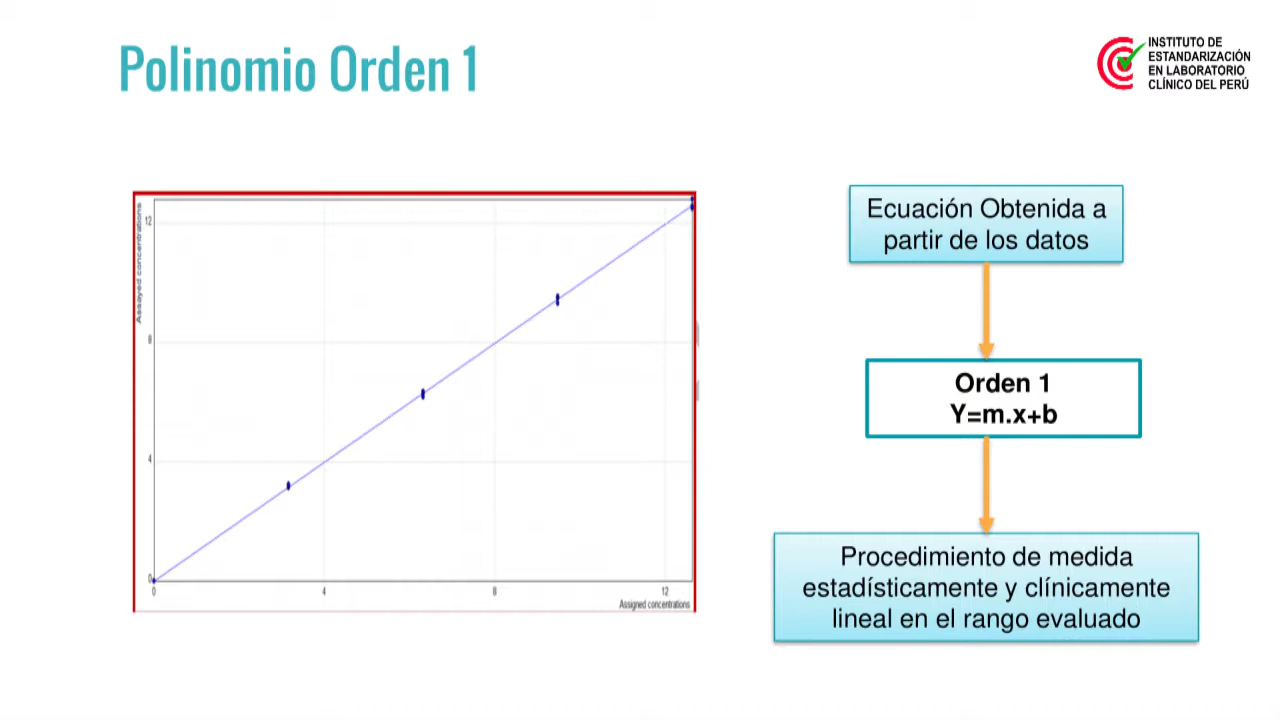 Polinomio Orden 1
INSTITUTO DE
ESTANDARIZACIÓN
EN LABORATORIO
CLÍNICO DEL PERÚ
Assayed concentrations
12
8
4
0
0
4
8
12
Assigned concentrations
Ecuación Obtenida a
partir de los datos
Orden 1
Y=m.x+b
Procedimiento de medida
estadísticamente y clínicamente
lineal en el rango evaluado